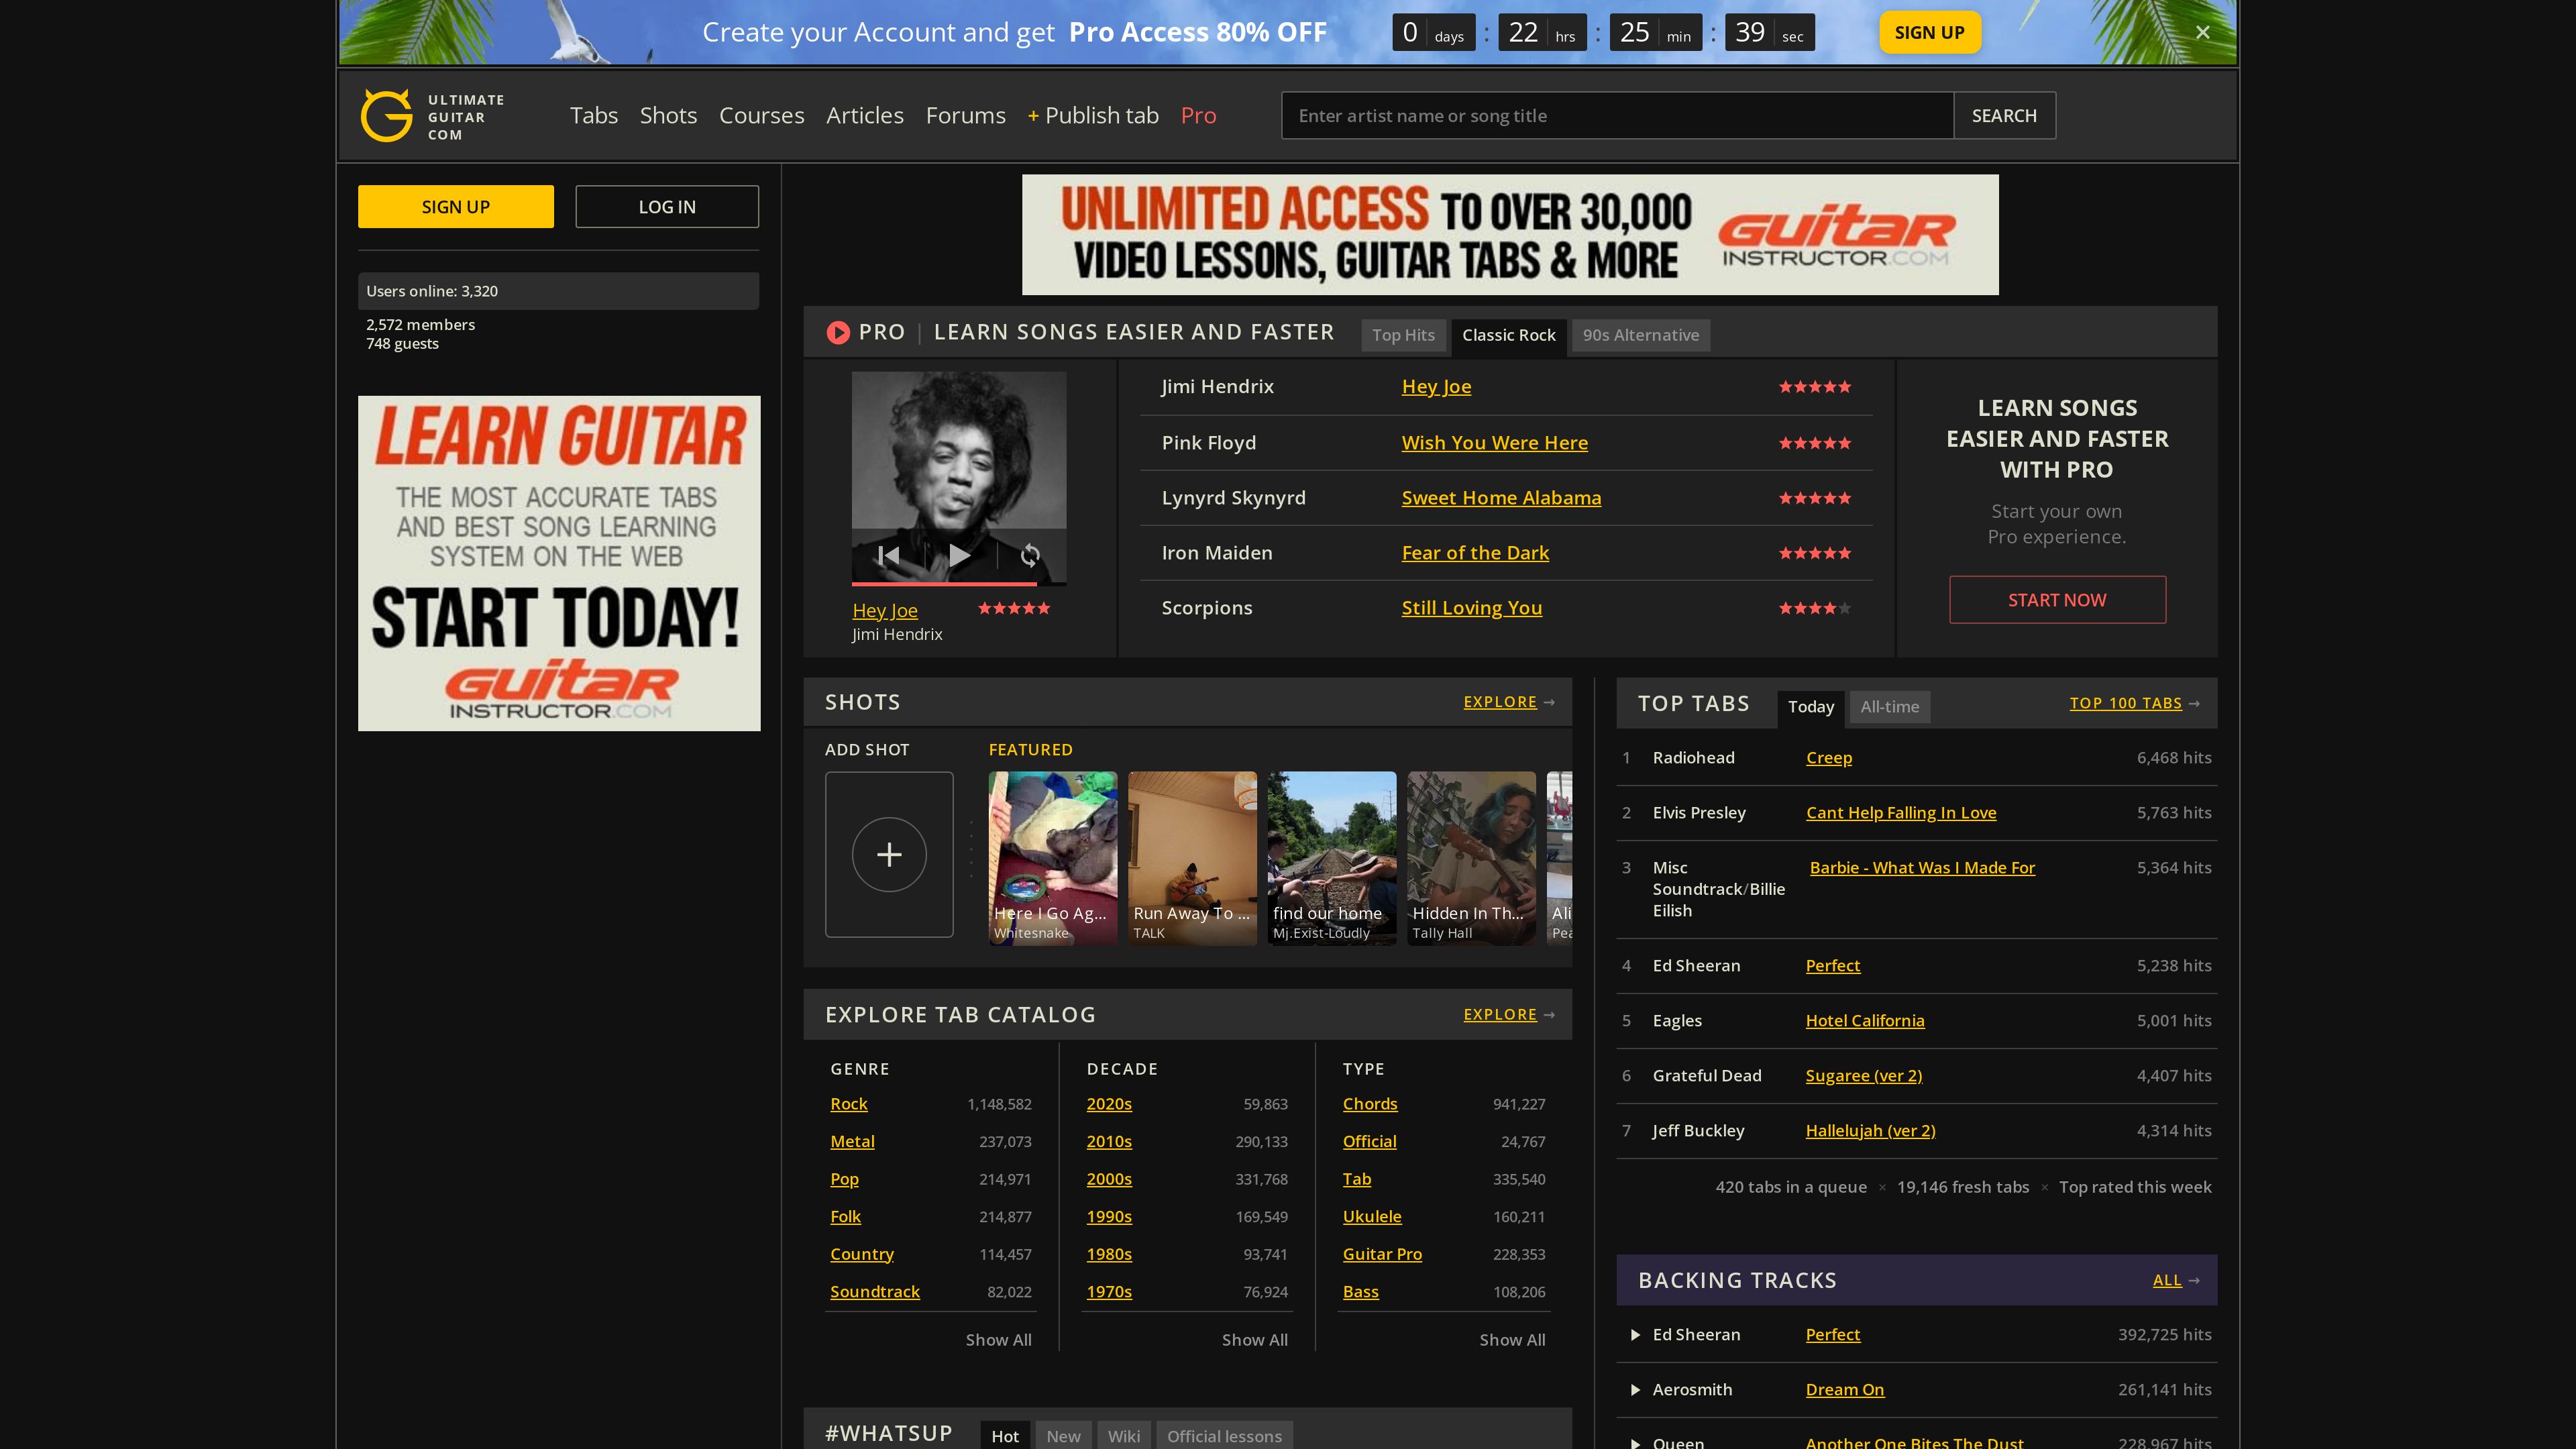 Create your Account and get Pro Access 80% OFF 0 days : 22 hrs : 25 min : 39 sec SIGN UP
ULTIMATE
GUITAR
COM
Tabs Shots Courses Articles Forums + Publish tab Pro Enter artist name or song title SEARCH
SIGN UP LOG IN
Users online: 3,320
2,572 members
748 guests
LEARN GUITAR
THE MOST ACCURATE TABS
AND BEST SONG LEARNING
SYSTEM ON THE WEB
START TODAY!
Guitar
INSTRUCTOR.COM
UNLIMITED ACCESS TO OVER 30,000
VIDEO LESSONS, GUITAR TABS & MORE
Guitar
INSTRUCTOR.COM
PRO | LEARN SONGS EASIER AND FASTER Top Hits Classic Rock 90s Alternative
Hey Joe
Jimi Hendrix
Jimi Hendrix Hey Joe
Pink Floyd Wish You Were Here
Lynyrd Skynyrd Sweet Home Alabama
Iron Maiden Fear of the Dark
Scorpions Still Loving You
LEARN SONGS
EASIER AND FASTER
WITH PRO
Start your own
Pro experience.
START NOW
SHOTS EXPLORE →
ADD SHOT FEATURED
Here I Go Ag...
Whitesnake
Run Away To ...
TALK
find our home
Mj.Exist-Loudly
Hidden In Th...
Tally Hall
Ali
Pea
EXPLORE TAB CATALOG EXPLORE →
GENRE
Rock 1,148,582
Metal 237,073
Pop 214,971
Folk 214,877
Country 114,457
Soundtrack 82,022
Show All
DECADE
2020s 59,863
2010s 290,133
2000s 331,768
1990s 169,549
1980s 93,741
1970s 76,924
Show All
TYPE
Chords 941,227
Official 24,767
Tab 335,540
Ukulele 160,211
Guitar Pro 228,353
Bass 108,206
Show All
#WHATSUP Hot New Wiki Official lessons
TOP TABS Today All-time TOP 100 TABS →
1 Radiohead Creep 6,468 hits
2 Elvis Presley Cant Help Falling In Love 5,763 hits
3 Misc Barbie - What Was I Made For 5,364 hits
Soundtrack/Billie
Eilish
4 Ed Sheeran Perfect 5,238 hits
5 Eagles Hotel California 5,001 hits
6 Grateful Dead Sugaree (ver 2) 4,407 hits
7 Jeff Buckley Hallelujah (ver 2) 4,314 hits
420 tabs in a queue × 19,146 fresh tabs × Top rated this week
BACKING TRACKS ALL →
Ed Sheeran Perfect 392,725 hits
Aerosmith Dream On 261,141 hits
Queen Another One Bites The Dust 228,967 hits